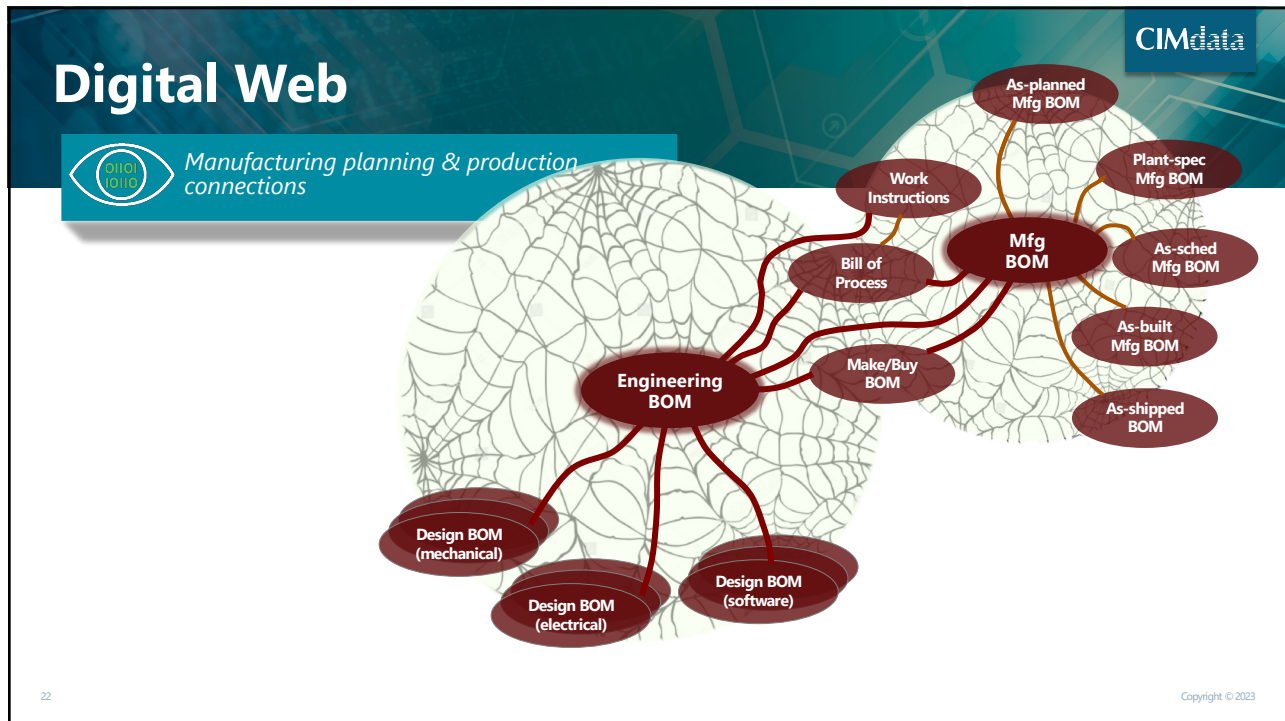 CIMdata
Digital Web
01101
10110
Manufacturing planning & production
connections
As-planned
Mfg BOM
Plant-spec
Mfg BOM
Work
Instructions
Mfg
BOM
As-sched
Mfg BOM
Bill of
Process
As-built
Mfg BOM
Make/Buy
BOM
Engineering
BOM
As-shipped
BOM
Design BOM
(mechanical)
Design BOM
(electrical)
Design BOM
(software)
22
Copyright © 2023